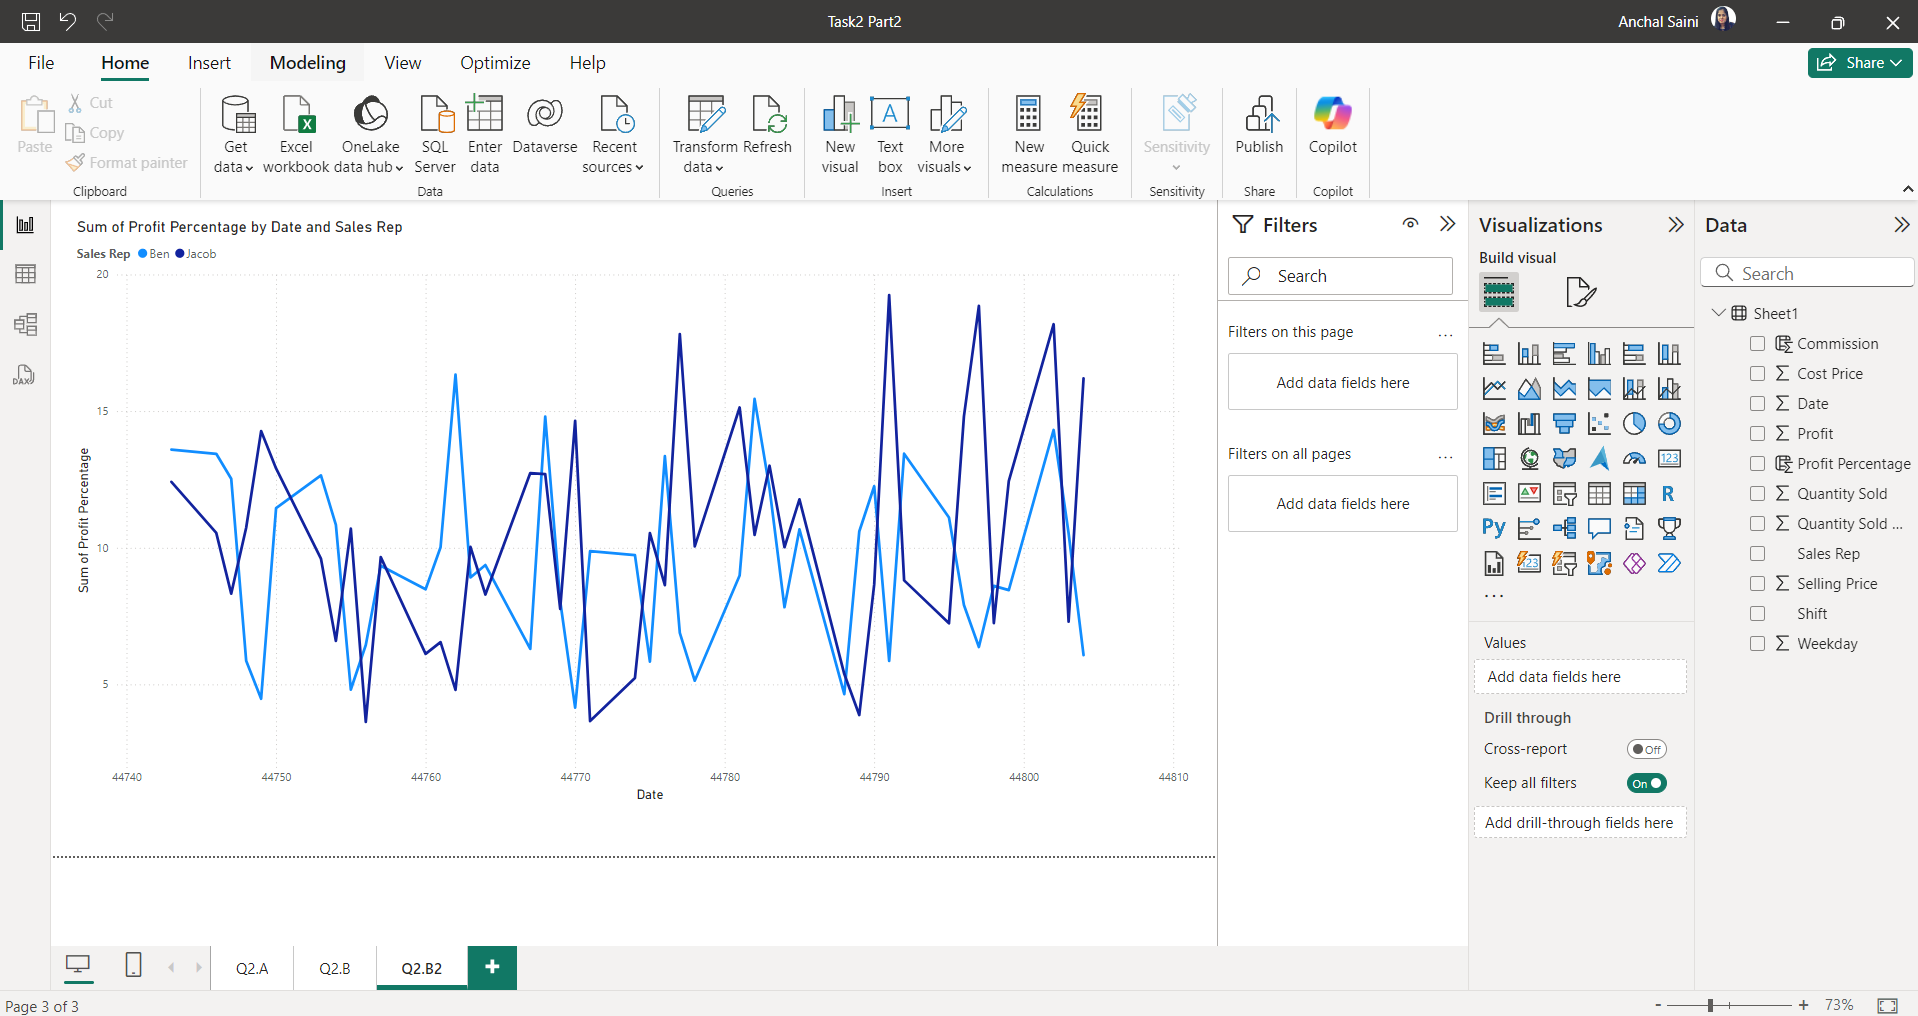 Task2 Part2
Anchal Saini
File Home Insert Modeling View Optimize Help
Share
Paste
Cut
Copy
Format painter
Clipboard
Get data
Excel workbook
OneLake data hub
SQL Server
Enter data
Dataverse
Recent sources
Data
Transform data
Refresh
Queries
New visual
Text box
More visuals
Insert
New measure
Quick measure
Calculations
Sensitivity
Sensitivity
Publish
Share
Copilot
Copilot
DAX
Sum of Profit Percentage by Date and Sales Rep
Sales Rep Ben Jacob
Sum of Profit Percentage
20
15
10
5
44740 44750 44760 44770 44780 44790 44800 44810
Date
Filters
Search
Filters on this page ...
Add data fields here
Filters on all pages ...
Add data fields here
Visualizations
Build visual
123
R
Py
123
...
Values
Add data fields here
Drill through
Cross-report Off
Keep all filters On
Add drill-through fields here
Data
Search
Sheet1
Commission
Cost Price
Date
Profit
Profit Percentage
Quantity Sold
Quantity Sold ...
Sales Rep
Selling Price
Shift
Weekday
Q2.A Q2.B Q2.B2 +
Page 3 of 3
- + 73%